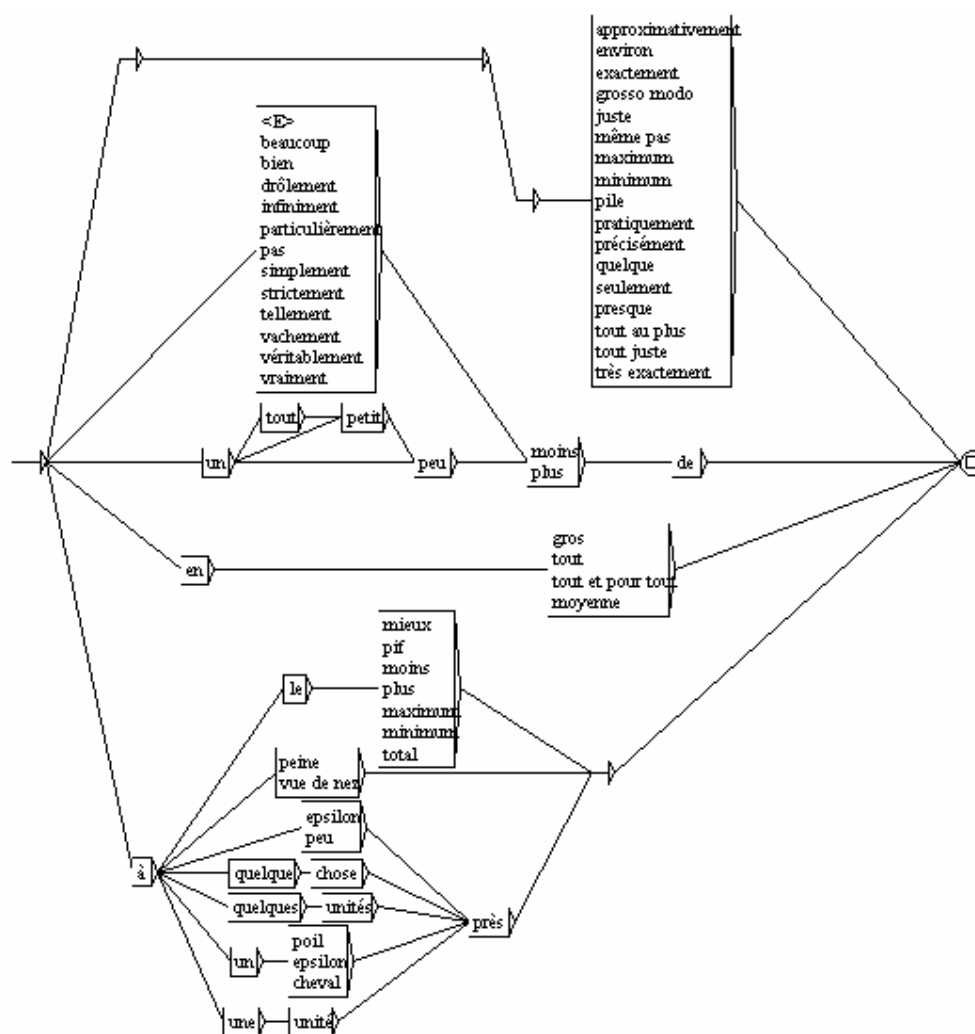 approximativement
environ
exactement
grosso modo
juste
même pas
maximum
minimum
pile
pratiquement
précisément
quelque
seulement
presque
tout au plus
tout juste
très exactement
<E>
beaucoup
bien
drôlement
infiniment
particulièrement
pas
simplement
strictement
tellement
vachement
véritablement
vraiment
tout petit
un peu
moins
plus
de
en
gros
tout
tout et pour tout
moyenne
le
mieux
pif
moins
plus
maximum
minimum
total
peine
vue de nez
epsilon
peu
à
quelque chose
quelques unités
près
un
poil
epsilon
cheval
une unité